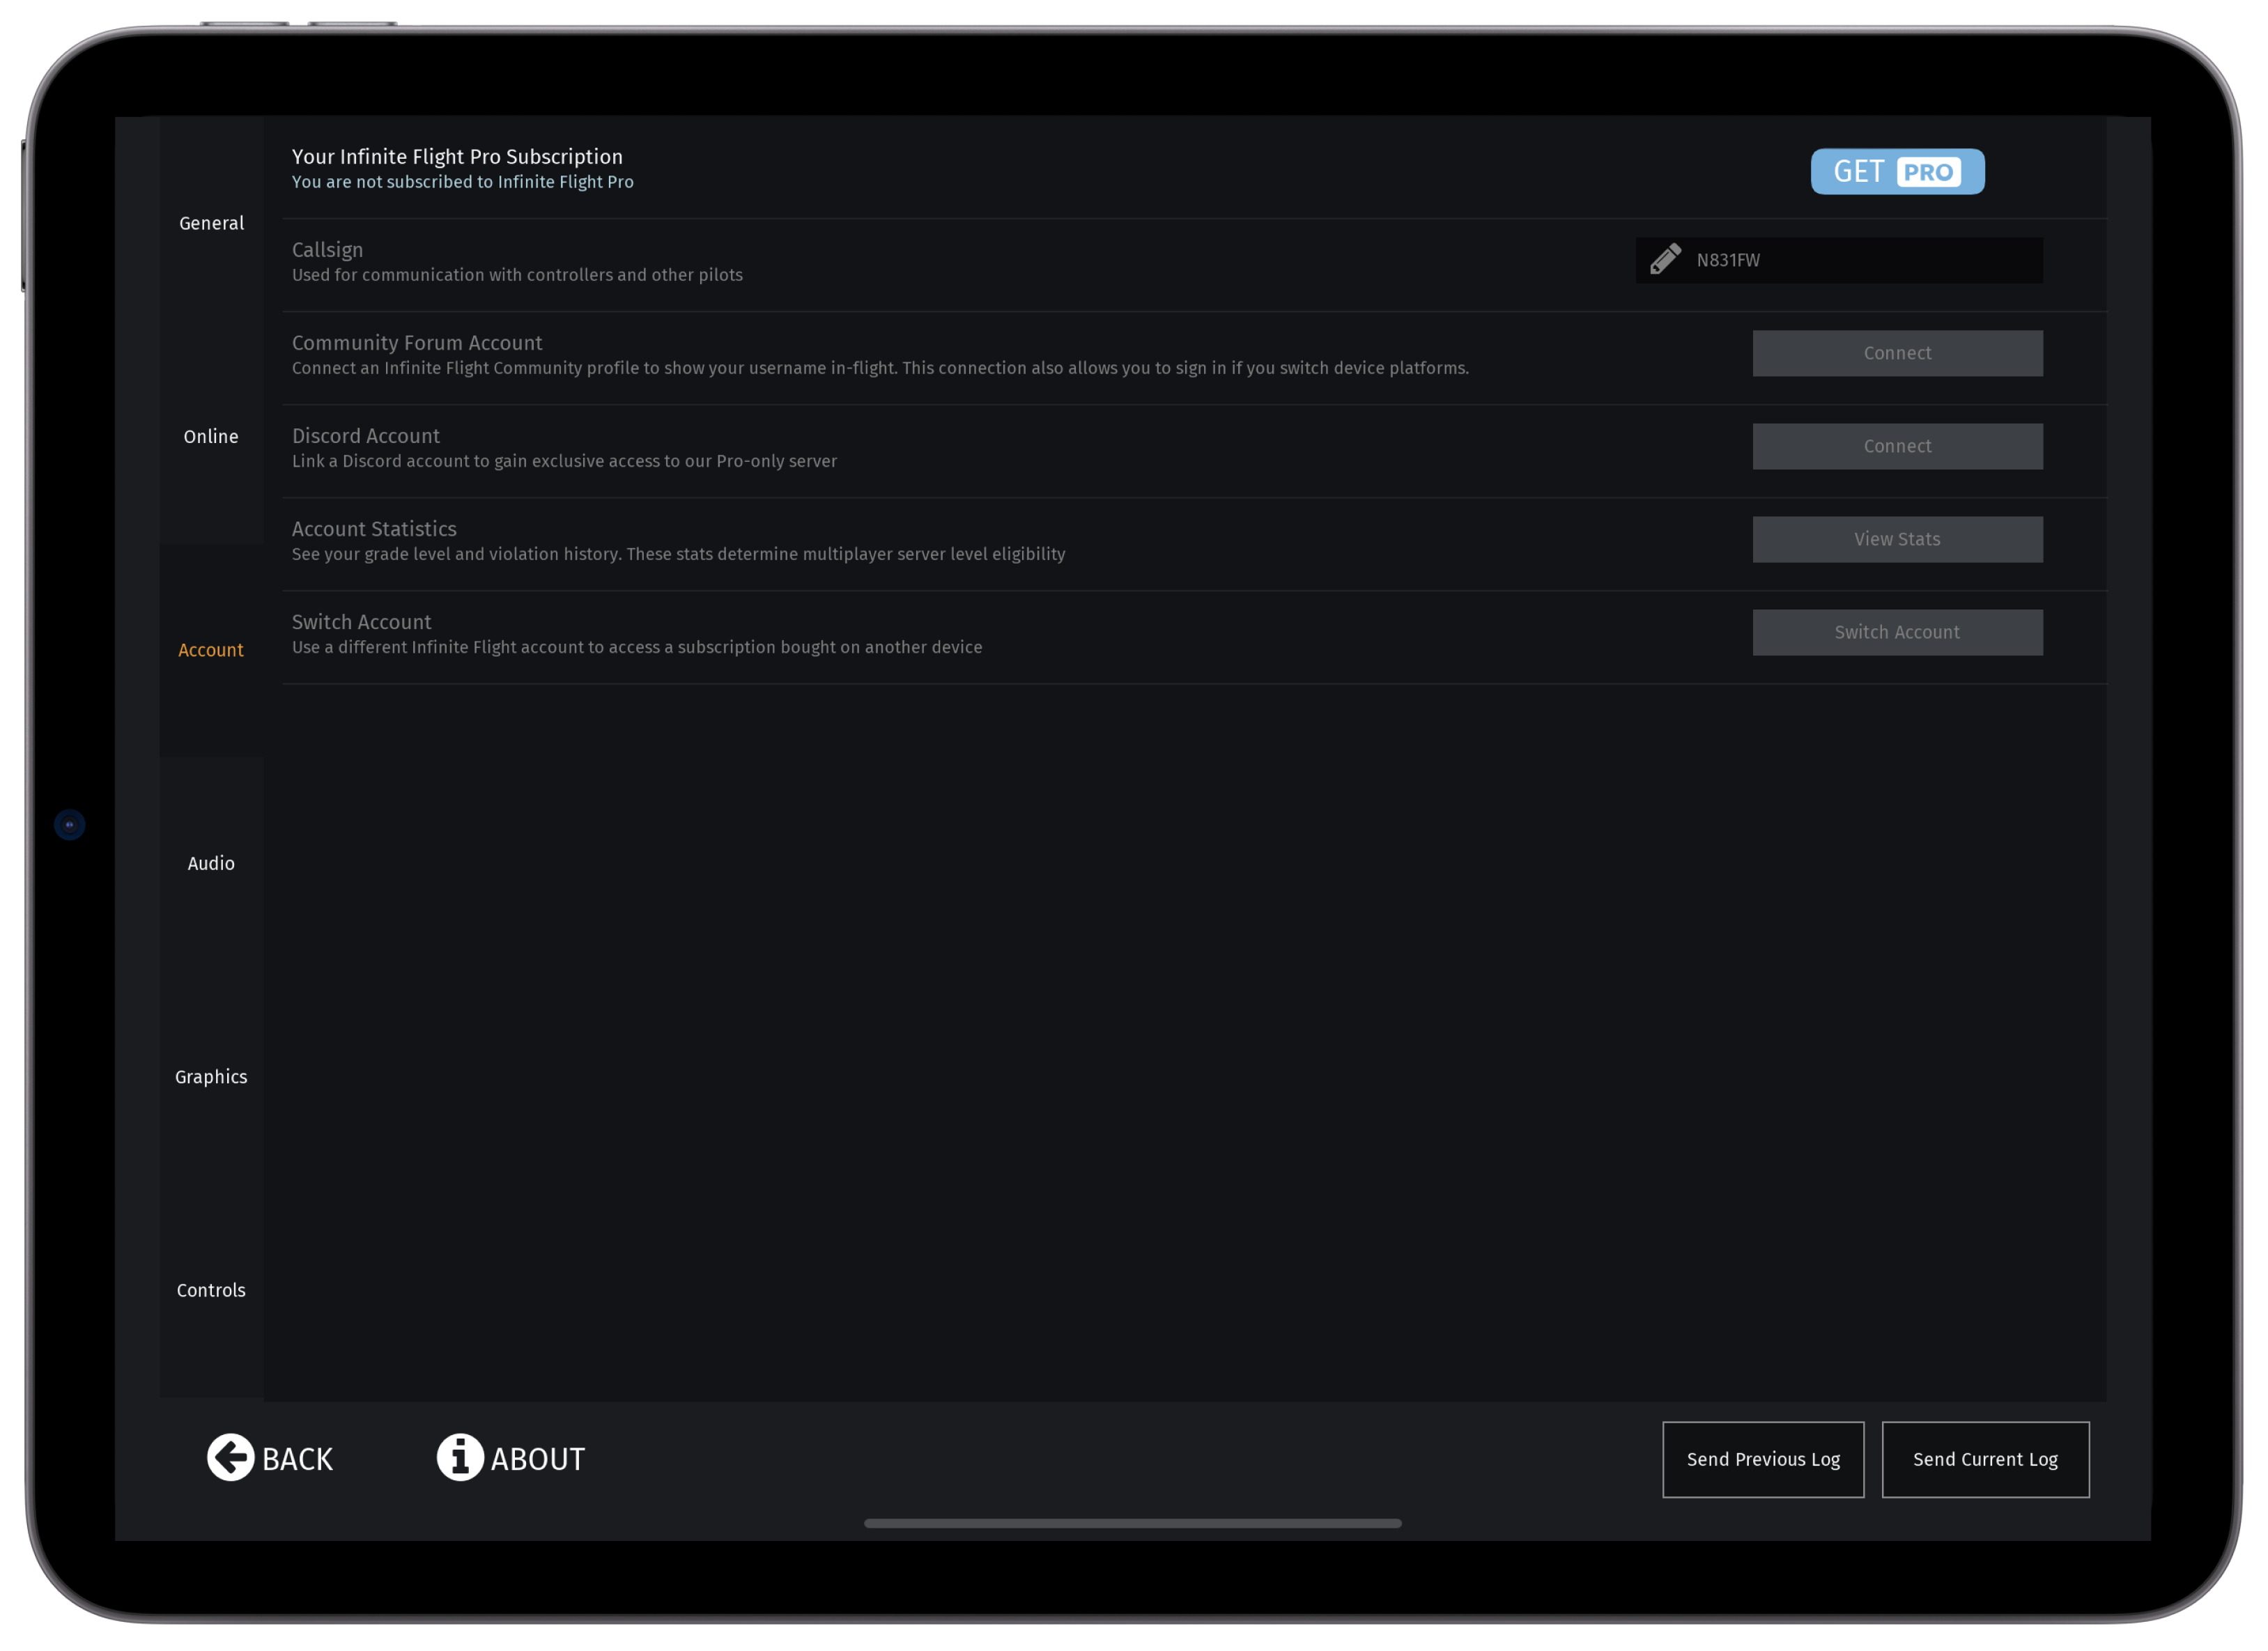 General
Online
Account
Audio
Graphics
Controls
Your Infinite Flight Pro Subscription
You are not subscribed to Infinite Flight Pro
GET PRO
Callsign
Used for communication with controllers and other pilots
N831FW
Community Forum Account
Connect an Infinite Flight Community profile to show your username in-flight. This connection also allows you to sign in if you switch device platforms.
Connect
Discord Account
Link a Discord account to gain exclusive access to our Pro-only server
Connect
Account Statistics
See your grade level and violation history. These stats determine multiplayer server level eligibility
View Stats
Switch Account
Use a different Infinite Flight account to access a subscription bought on another device
Switch Account
BACK
ABOUT
Send Previous Log
Send Current Log